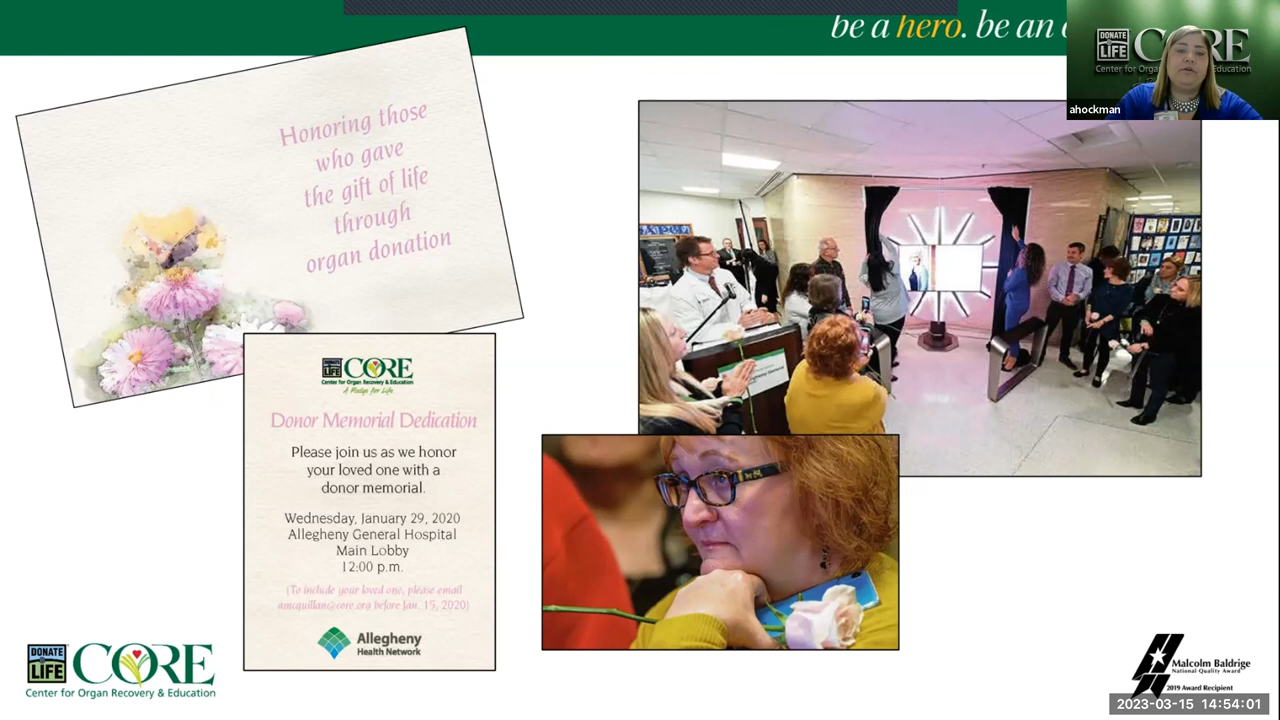 be a hero. be an
DONATE
LIFE
CORE
Center for Organ
Education
ahockman
Honoring those
who gave
the gift of life
through
organ donation
DONATE
LIFE
CORE
Center for Organ Recovery & Education
A Pledge for Life
Donor Memorial Dedication
Please join us as we honor
your loved one with a
donor memorial.
Wednesday, January 29, 2020
Allegheny General Hospital
Main Lobby
12:00 p.m.
(To include your loved one, please email
amcquillan@core.org before Jan. 15, 2020)
Allegheny
Health Network
DONATE
LIFE
CORE
Center for Organ Recovery & Education
Malcolm Baldrige
National Quality Award
2019 Award Recipient
2023-03-15 14:54:01